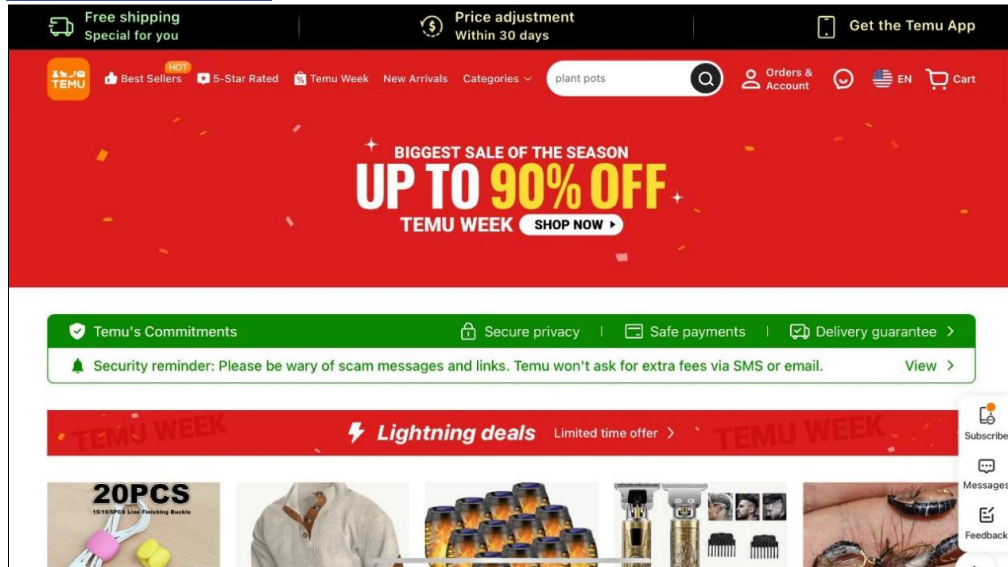 Free shipping
Special for you
Price adjustment
Within 30 days
Get the Temu App
TEMU
Best Sellers
HOT
5-Star Rated
Temu Week
New Arrivals
Categories
plant pots
Orders &
Account
EN
Cart
BIGGEST SALE OF THE SEASON
UP TO 90% OFF
TEMU WEEK SHOP NOW
Temu's Commitments
Secure privacy
Safe payments
Delivery guarantee
Security reminder: Please be wary of scam messages and links. Temu won't ask for extra fees via SMS or email.
View
TEMU WEEK
Lightning deals Limited time offer
TEMU WEEK
Subscribe
Messages
Feedback
20PCS